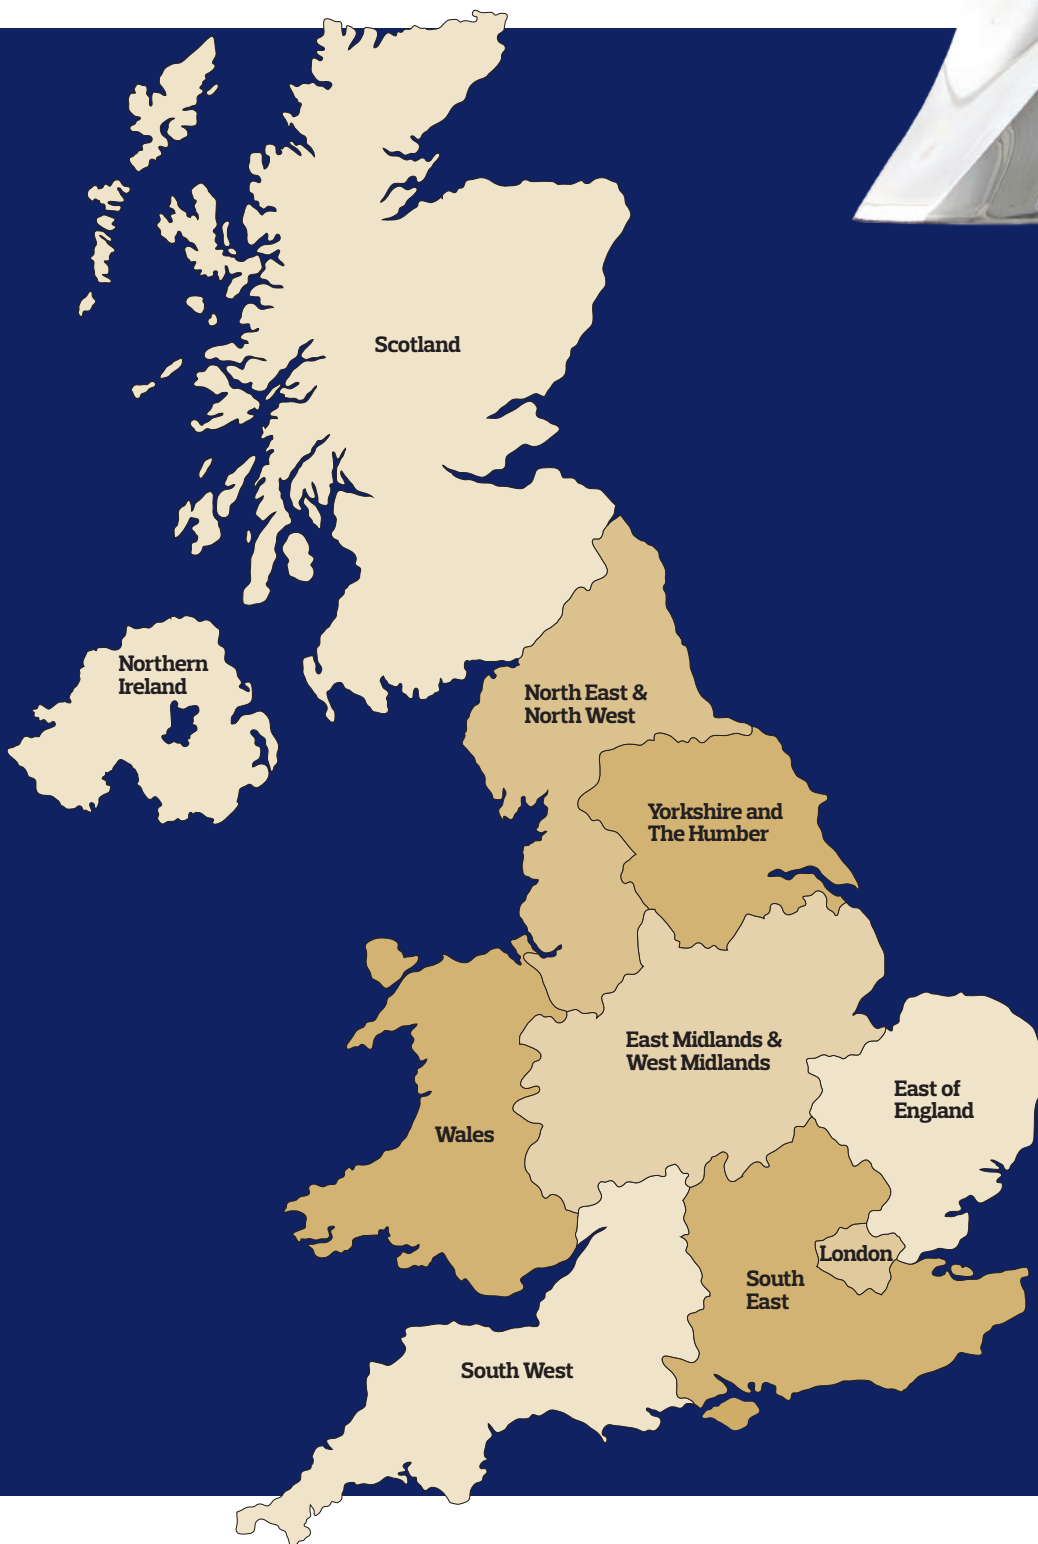 Scotland
Northern
Ireland
North East &
North West
Yorkshire and
The Humber
East Midlands &
West Midlands
East of
England
Wales
London
South
East
South West